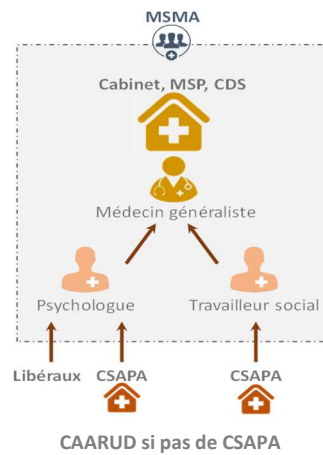 MSMA
Cabinet, MSP, CDS
Médecin généraliste
Psychologue Travailleur social
Libéraux CSAPA CSAPA
CAARUD si pas de CSAPA